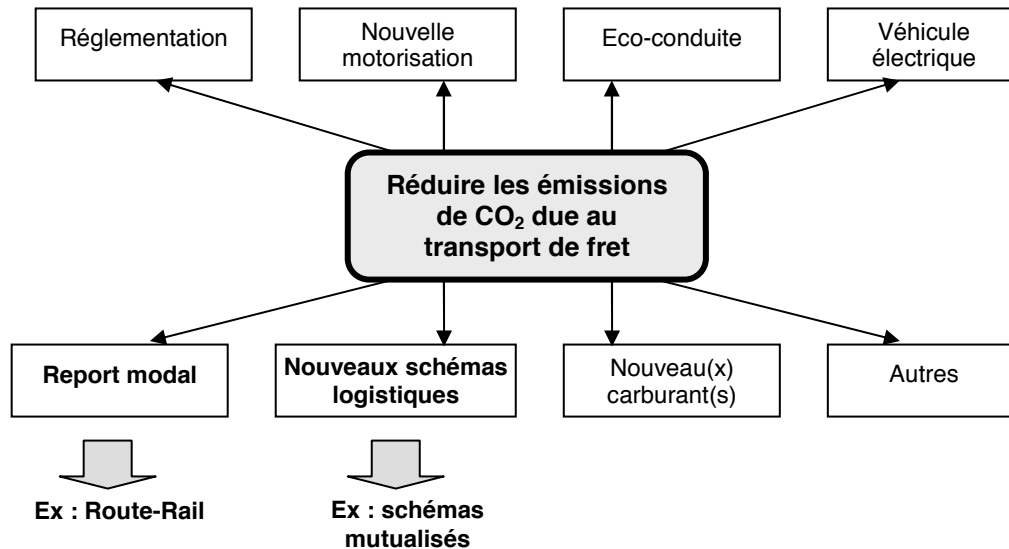 Réglementation
Nouvelle
motorisation
Eco-conduite
Véhicule
électrique
Réduire les émissions
de CO₂ due au
transport de fret
Report modal
Nouveaux schémas
logistiques
Nouveau(x)
carburant(s)
Autres
Ex : Route-Rail
Ex : schémas
mutualisés